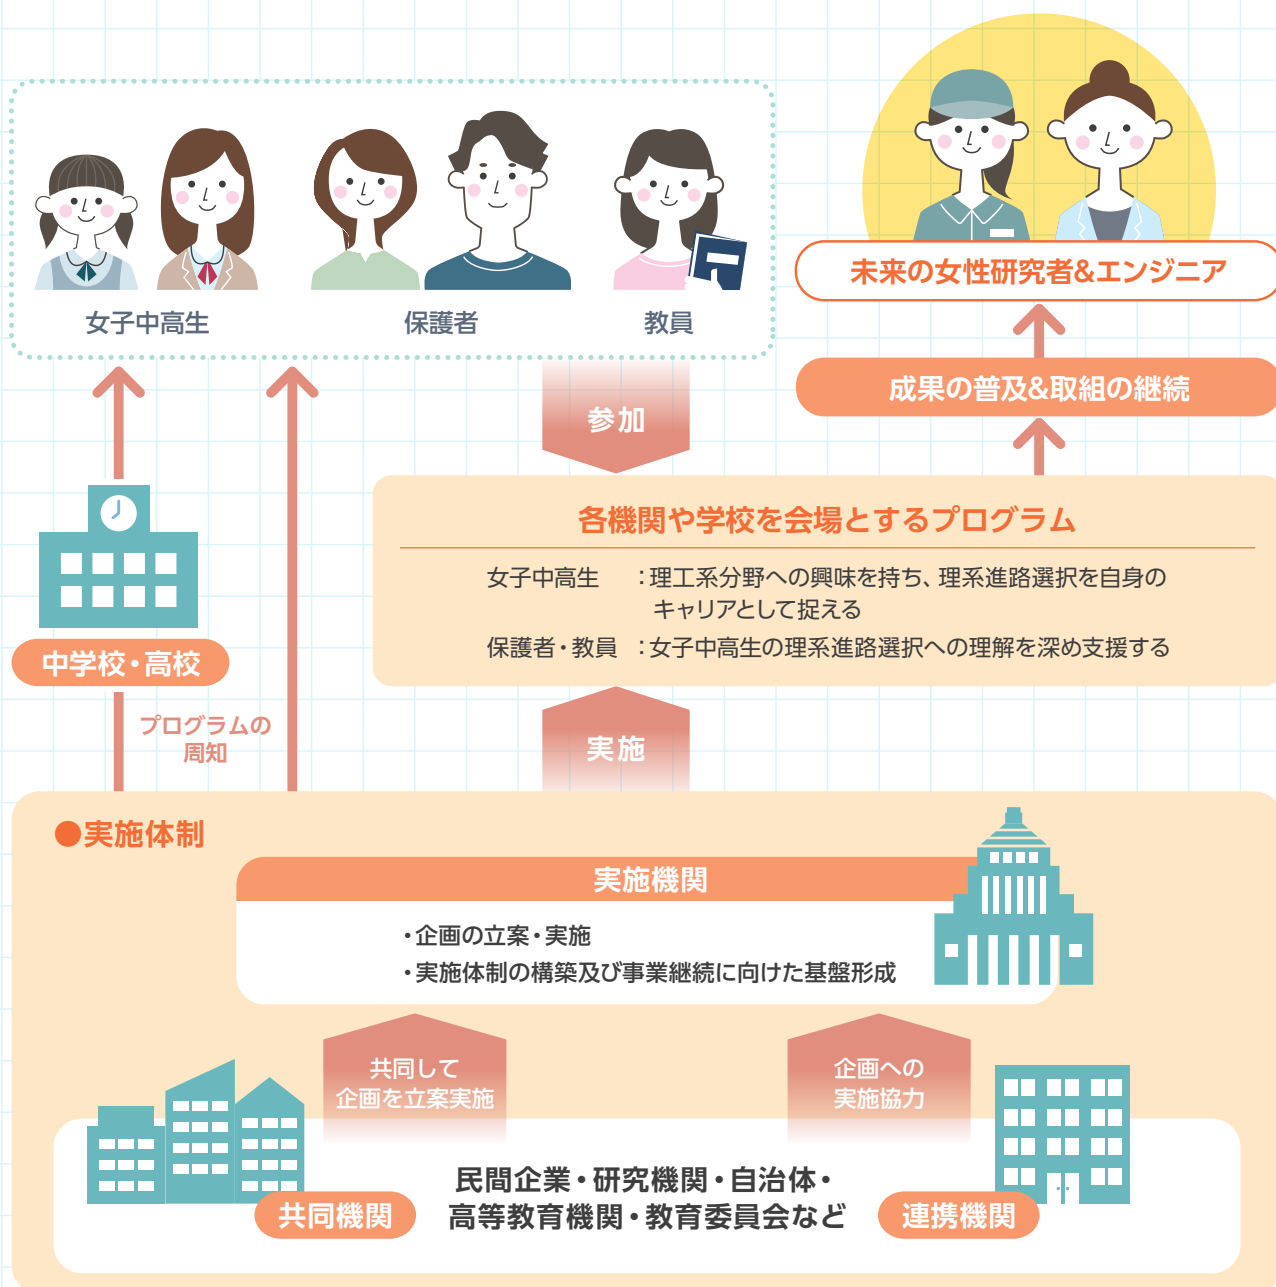 女子中高生
保護者
教員
未来の女性研究者&エンジニア
成果の普及&取組の継続
参加
各機関や学校を会場とするプログラム
女子中高生　：理工系分野への興味を持ち、理系進路選択を自身の
キャリアとして捉える
保護者・教員　：女子中高生の理系進路選択への理解を深め支援する
中学校・高校
プログラムの
周知
実施
●実施体制
実施機関
・企画の立案・実施
・実施体制の構築及び事業継続に向けた基盤形成
共同して
企画を立案実施
企画への
実施協力
民間企業・研究機関・自治体・
高等教育機関・教育委員会など
共同機関
連携機関